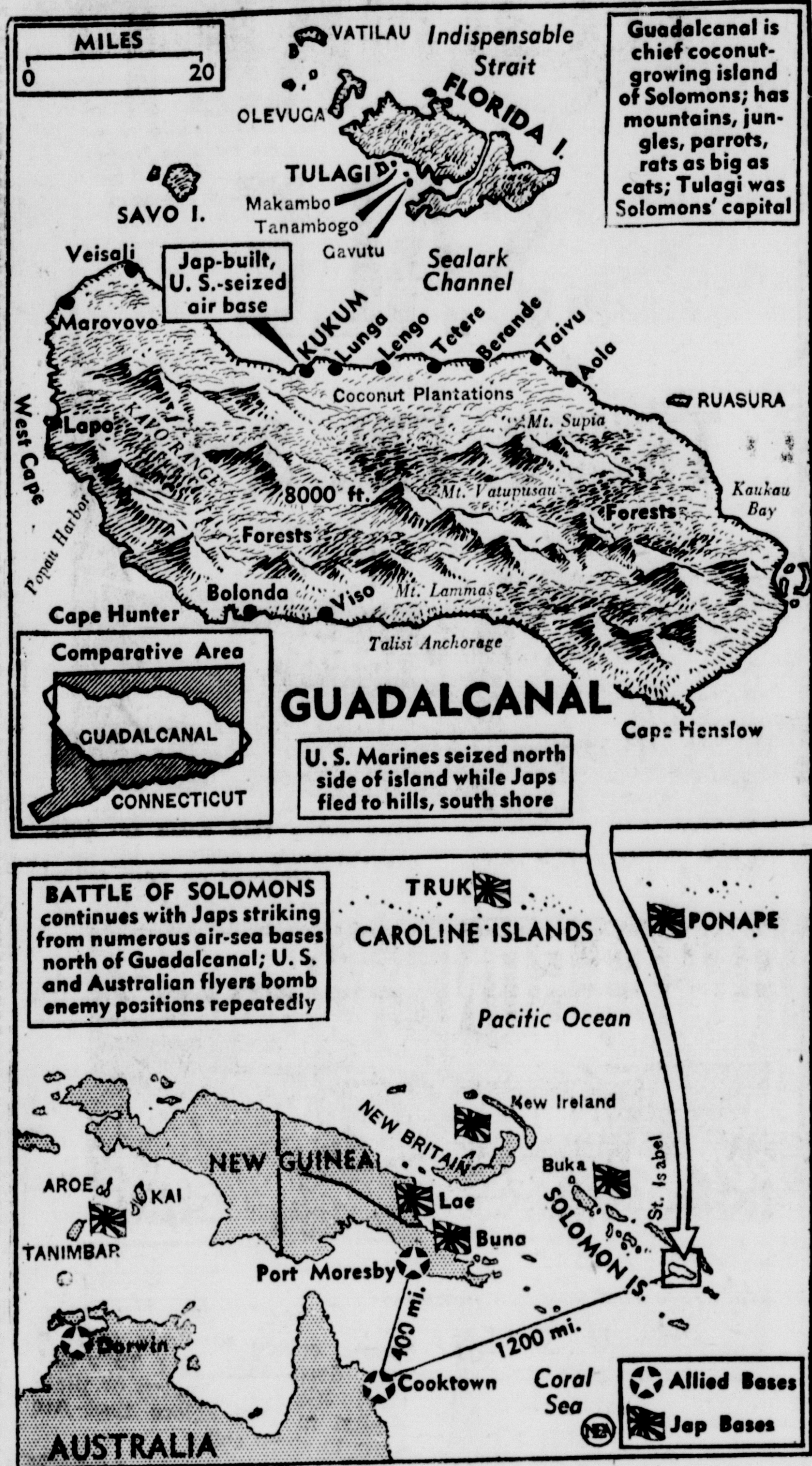 MILES
0 20
VATILAU
Indispensable
Strait
OLEVUGA
FLORIDA I.
Guadalcanal is
chief coconut-
growing island
of Solomons; has
mountains, jun-
gles, parrots,
rats as big as
cats; Tulagi was
Solomons' capital
TULAGI
Makambo
Tanambogo
Gavutu
SAVO I.
Sealark
Channel
Veisali
Jap-built,
U. S.-seized
air base
Marovovo
KUKUM
Lunga
Lengo
Tetere
Berande
Taivu
Aola
Coconut Plantations
RUASURA
West Cape
Lapo
KAVO RANGE
Mt. Supia
8000 ft.
Mt. Vatupusau
Kaukau
Bay
Popau Harbor
Forests
Forests
Bolonda
Viso
Mt. Lammas
Cape Hunter
Talisi Anchorage
Comparative Area
GUADALCANAL
CONNECTICUT
GUADALCANAL
Cape Henslow
U. S. Marines seized north
side of island while Japs
fled to hills, south shore
BATTLE OF SOLOMONS
continues with Japs striking
from numerous air-sea bases
north of Guadalcanal; U. S.
and Australian flyers bomb
enemy positions repeatedly
TRUK
CAROLINE ISLANDS
PONAPE
Pacific Ocean
New Ireland
NEW BRITAIN
NEW GUINEA
AROE
KAI
TANIMBAR
Lae
Buna
Buka
St. Isabel
SOLOMON IS.
Port Moresby
400 mi.
1200 mi.
Darwin
Cooktown
Coral
Sea
NEA
Allied Bases
Jap Bases
AUSTRALIA